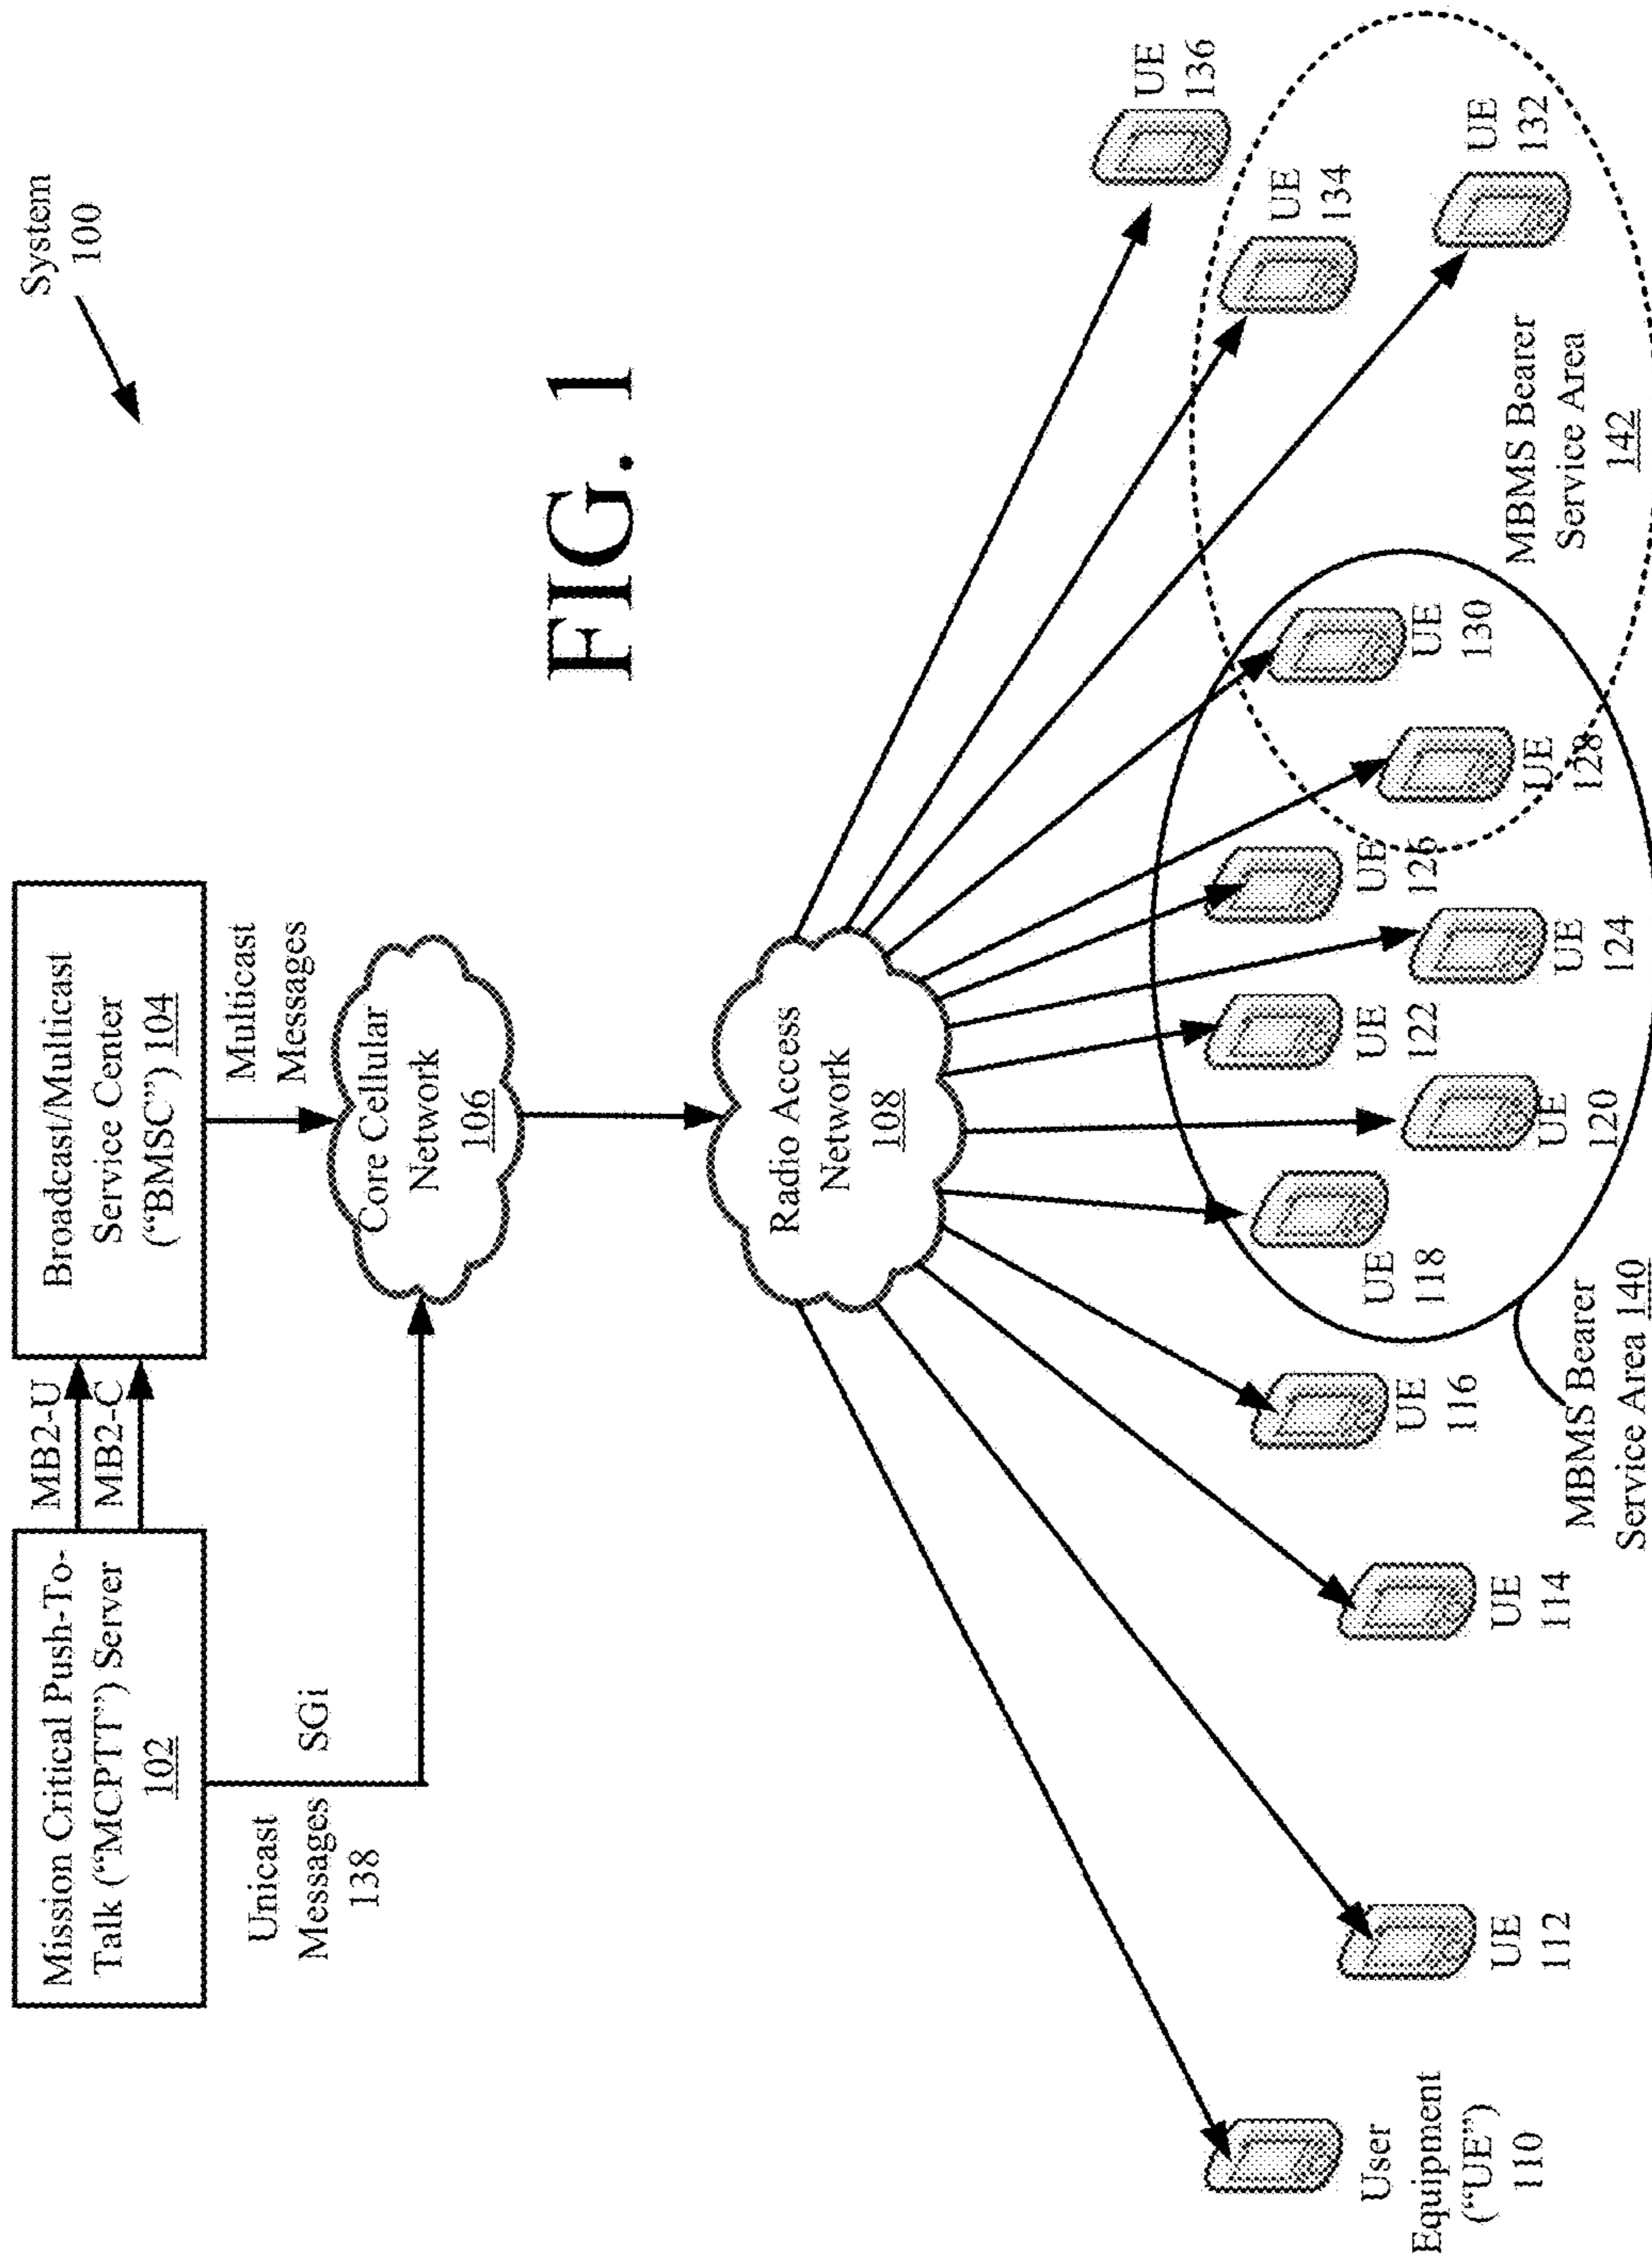 System
100
Mission Critical Push-To-
Talk (“MCPTT”) Server
102
MB2-U
MB2-C
Broadcast/Multicast
Service Center
(“BMSC”) 104
Unicast
Messages
138
SGi
Multicast
Messages
Core Cellular
Network
106
FIG. 1
Radio Access
Network
108
User
Equipment
(“UE”)
110
UE
112
UE
114
UE
116
UE
118
UE
120
UE
122
UE
124
UE
126
UE
128
UE
130
UE
132
UE
134
UE
136
MBMS Bearer
Service Area 140
MBMS Bearer
Service Area
142